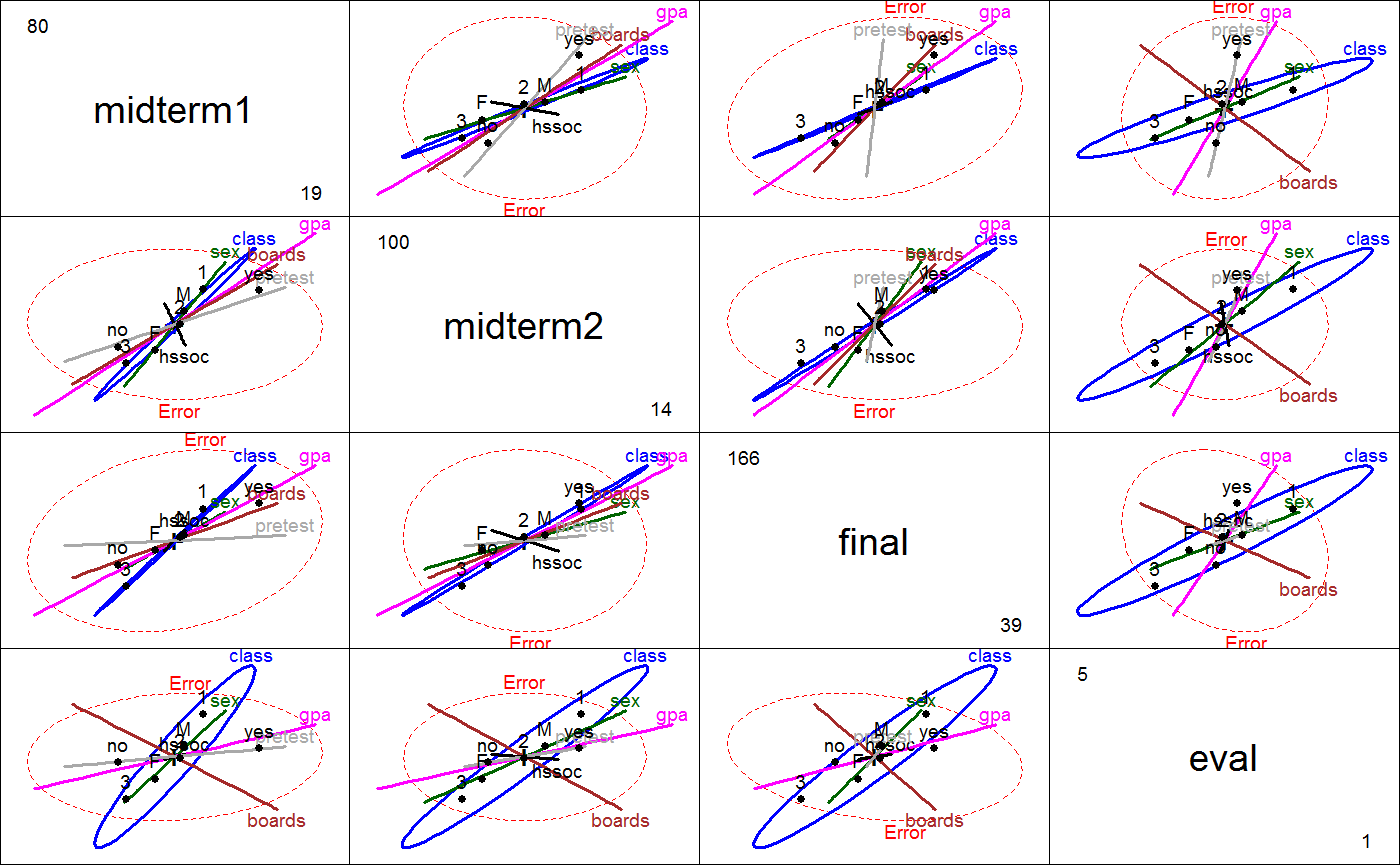 80
midterm1
19
pretest
gpa
yes
boards
class
sex
1
2
M
F
3
no
hssoc
Error
Error
gpa
pretest
boards
yes
class
sex
1
M
hssoc
F
3
no
Error
gpa
pretest
yes
class
sex
1
2
M
hssoc
F
3
no
boards
gpa
class
sex
boards
yes
pretest
1
M
2
no
F
3
hssoc
Error
100
midterm2
14
gpa
class
sex
boards
pretest
yes
M
no
F
3
hssoc
Error
Error
gpa
class
sex
pretest
yes
1
M
no
F
3
hssoc
boards
Error
class
gpa
yes
1
boards
sex
hssoc
pretest
F
no
3
class
gpa
yes
boards
sex
2
M
pretest
F
no
3
hssoc
Error
166
final
39
gpa
class
yes
1
sex
hssoc
pretest
F
no
3
boards
Error
class
Error
1
sex
gpa
M
yes
pretest
no
hssoc
F
3
boards
class
Error
1
sex
gpa
M
yes
pretest
2
no
F
hssoc
3
boards
class
1
sex
gpa
M
yes
pretest
no
hssoc
F
3
boards
Error
5
eval
1